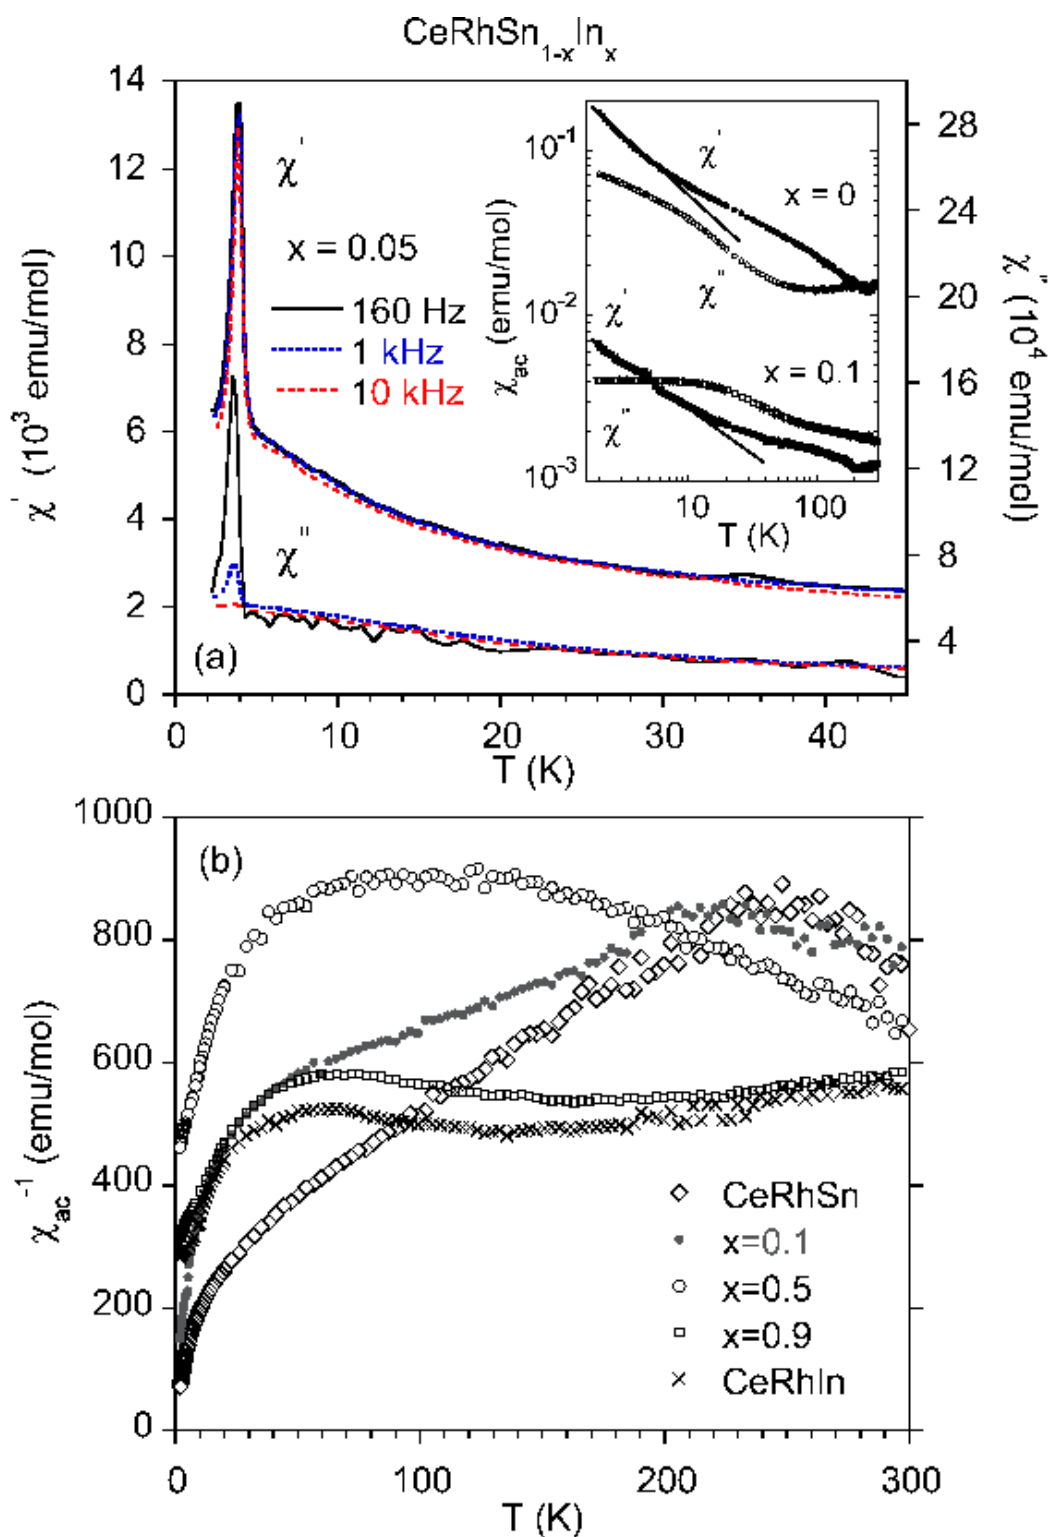 CeRhSn1-xInx
14
12
10
8
6
4
2
0
χ' (10³ emu/mol)
χ'
x = 0.05
160 Hz
1 kHz
10 kHz
χ"
(a)
0 10 20 30 40
T (K)
28
24
20
16
12
8
4
χ" (10⁴ emu/mol)
10⁻¹
10⁻²
10⁻³
χac (emu/mol)
χ'
x = 0
χ"
χ'
x = 0.1
χ"
10 100
T (K)
1000
800
600
400
200
0
χac⁻¹ (emu/mol)
(b)
CeRhSn
x=0.1
x=0.5
x=0.9
CeRhIn
0 100 200 300
T (K)